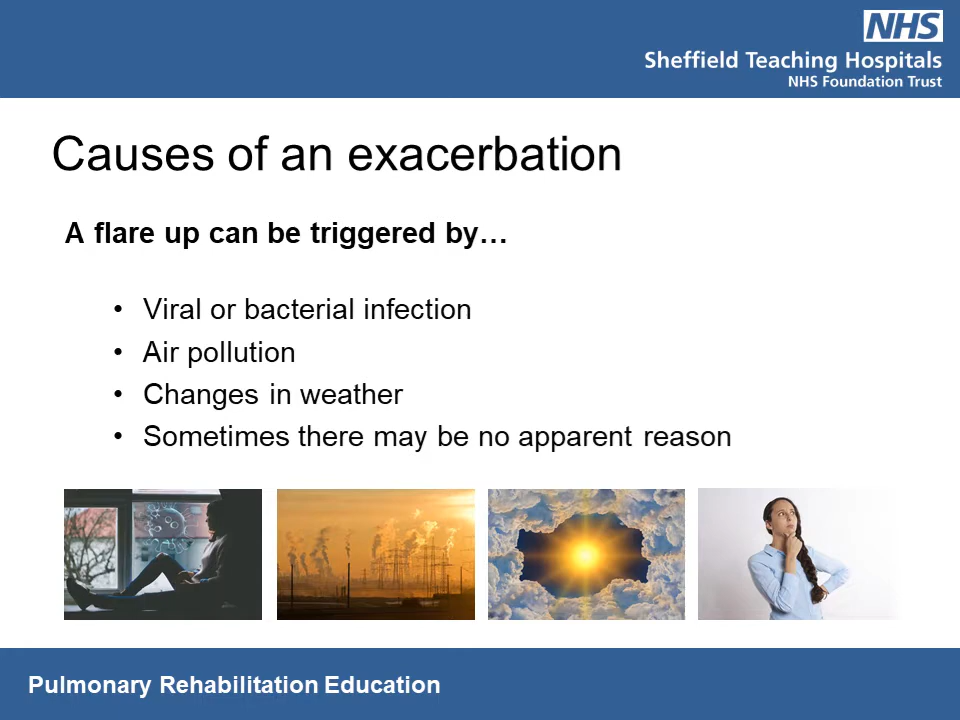 NHS
Sheffield Teaching Hospitals
NHS Foundation Trust
Causes of an exacerbation
A flare up can be triggered by…
• Viral or bacterial infection
• Air pollution
• Changes in weather
• Sometimes there may be no apparent reason
Pulmonary Rehabilitation Education